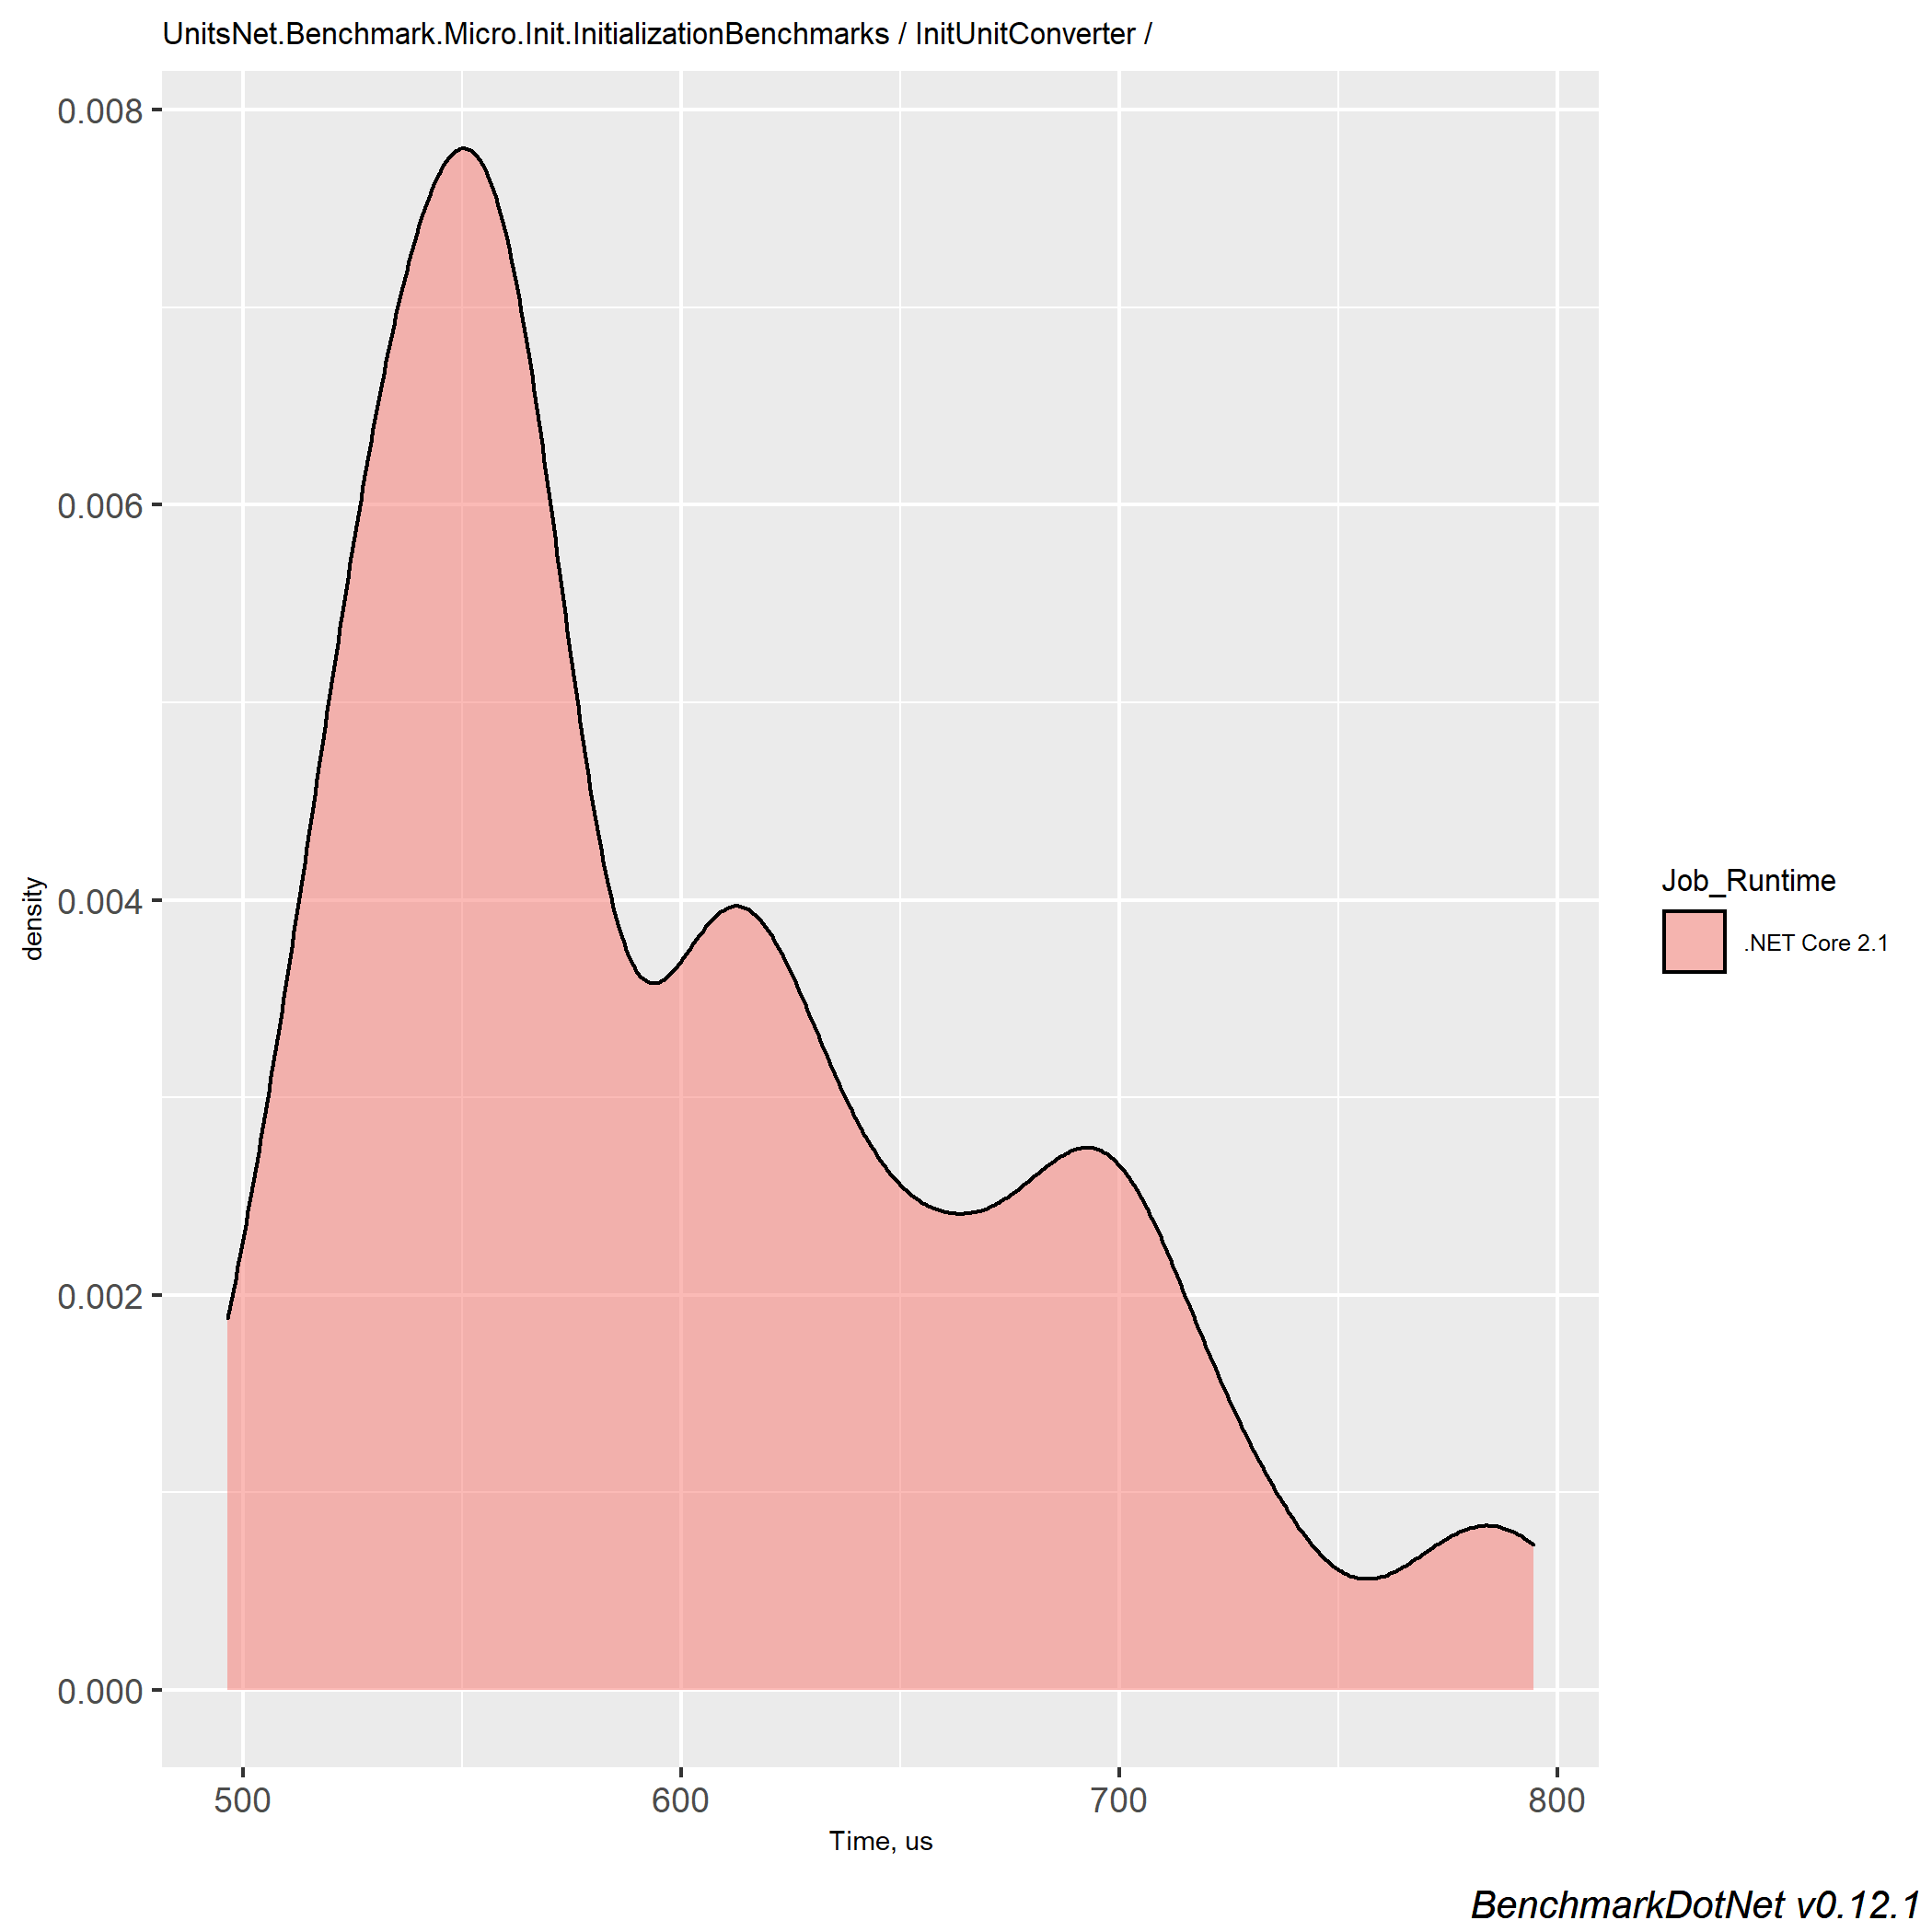 UnitsNet.Benchmark.Micro.Init.InitializationBenchmarks / InitUnitConverter /
0.008
0.006
0.004
0.002
0.000
density
500 600 700 800
Time, us
Job_Runtime
.NET Core 2.1
BenchmarkDotNet v0.12.1